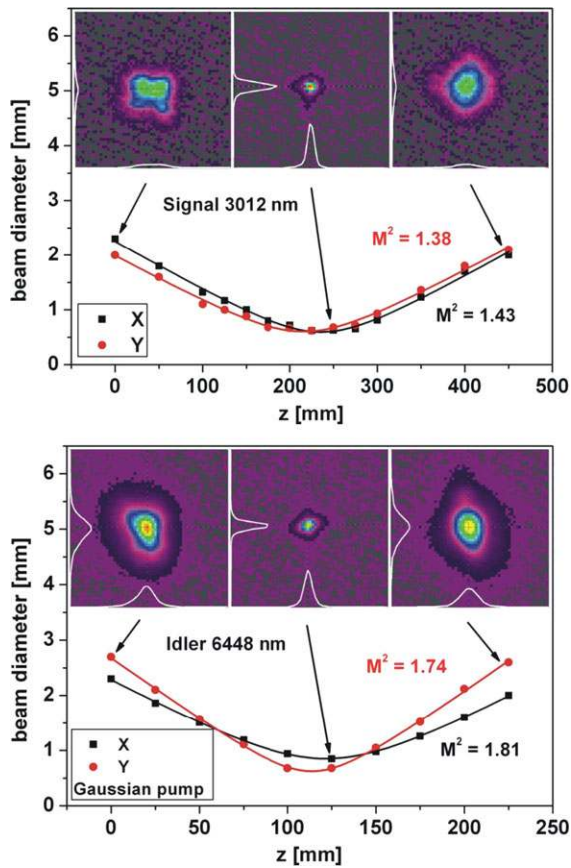 6
5
4
3
2
1
0
beam diameter [mm]
Signal 3012 nm
M² = 1.38
M² = 1.43
X
Y
0 100 200 300 400 500
z [mm]
6
5
4
3
2
1
0
beam diameter [mm]
Idler 6448 nm
M² = 1.74
M² = 1.81
X
Y
Gaussian pump
0 50 100 150 200 250
z [mm]